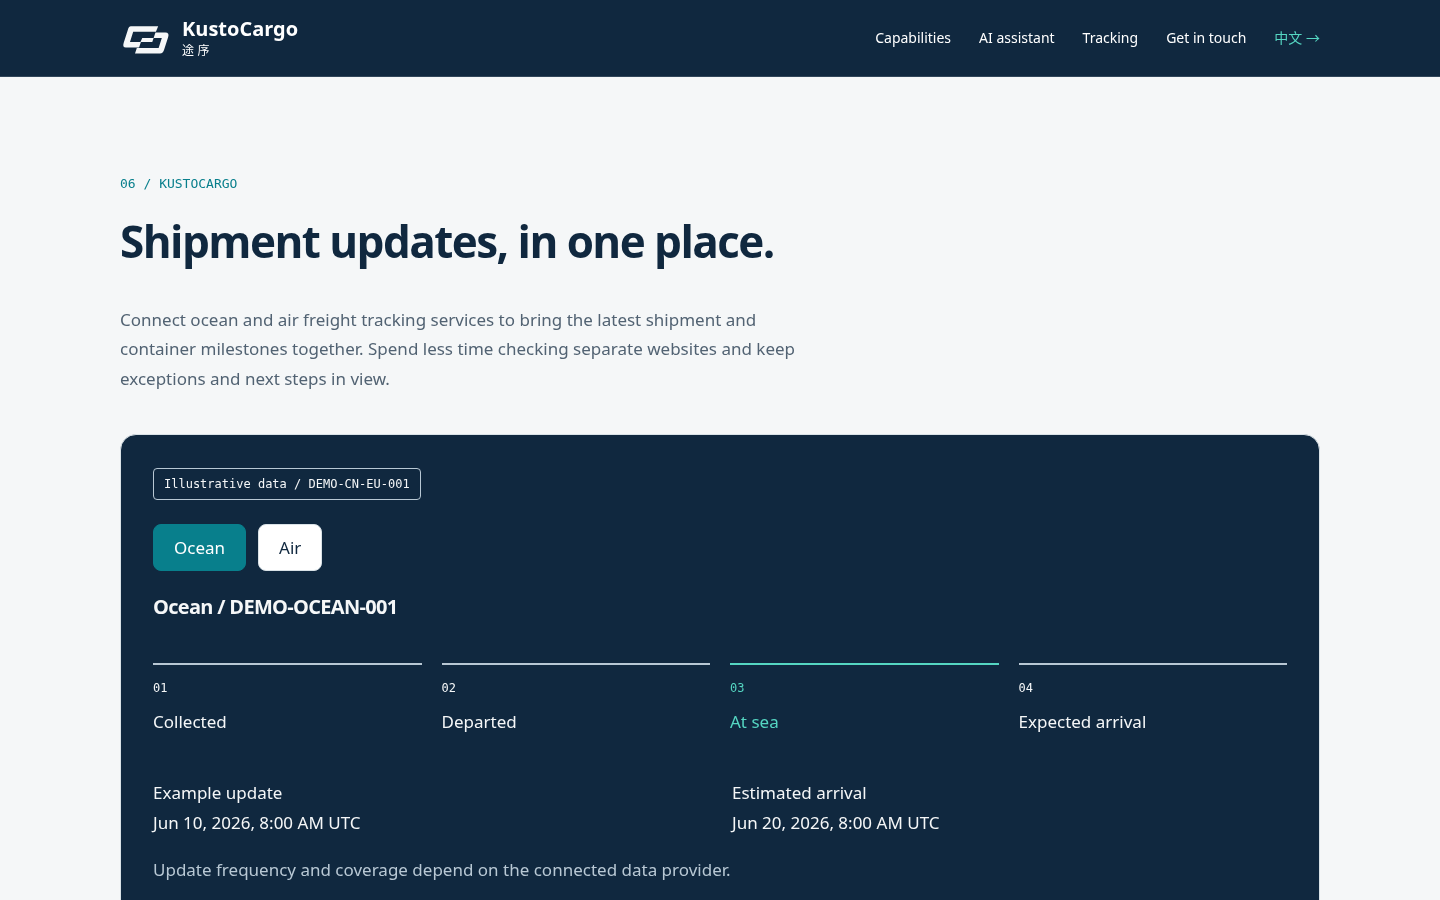 KustoCargo
途序
Capabilities
AI assistant
Tracking
Get in touch
中文 →
06 / KUSTOCARGO
Shipment updates, in one place.
Connect ocean and air freight tracking services to bring the latest shipment and
container milestones together. Spend less time checking separate websites and keep
exceptions and next steps in view.
Illustrative data / DEMO-CN-EU-001
Ocean
Air
Ocean / DEMO-OCEAN-001
01
Collected
02
Departed
03
At sea
04
Expected arrival
Example update
Jun 10, 2026, 8:00 AM UTC
Estimated arrival
Jun 20, 2026, 8:00 AM UTC
Update frequency and coverage depend on the connected data provider.